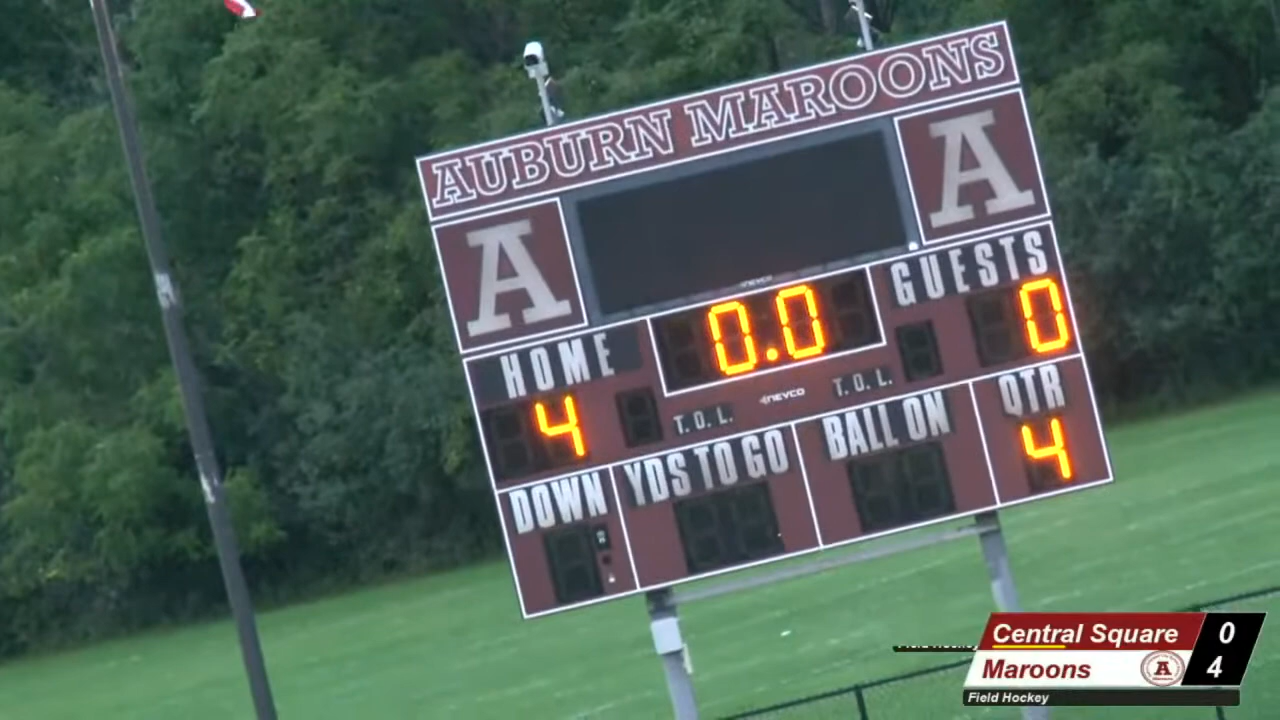 AUBURN MAROONS
A
A
GUESTS
0.0
0
HOME
4
NEVCO
T.O.L.
T.O.L.
QTR
4
BALL ON
YDS TO GO
DOWN
Central Square 0
Maroons A 4
Field Hockey